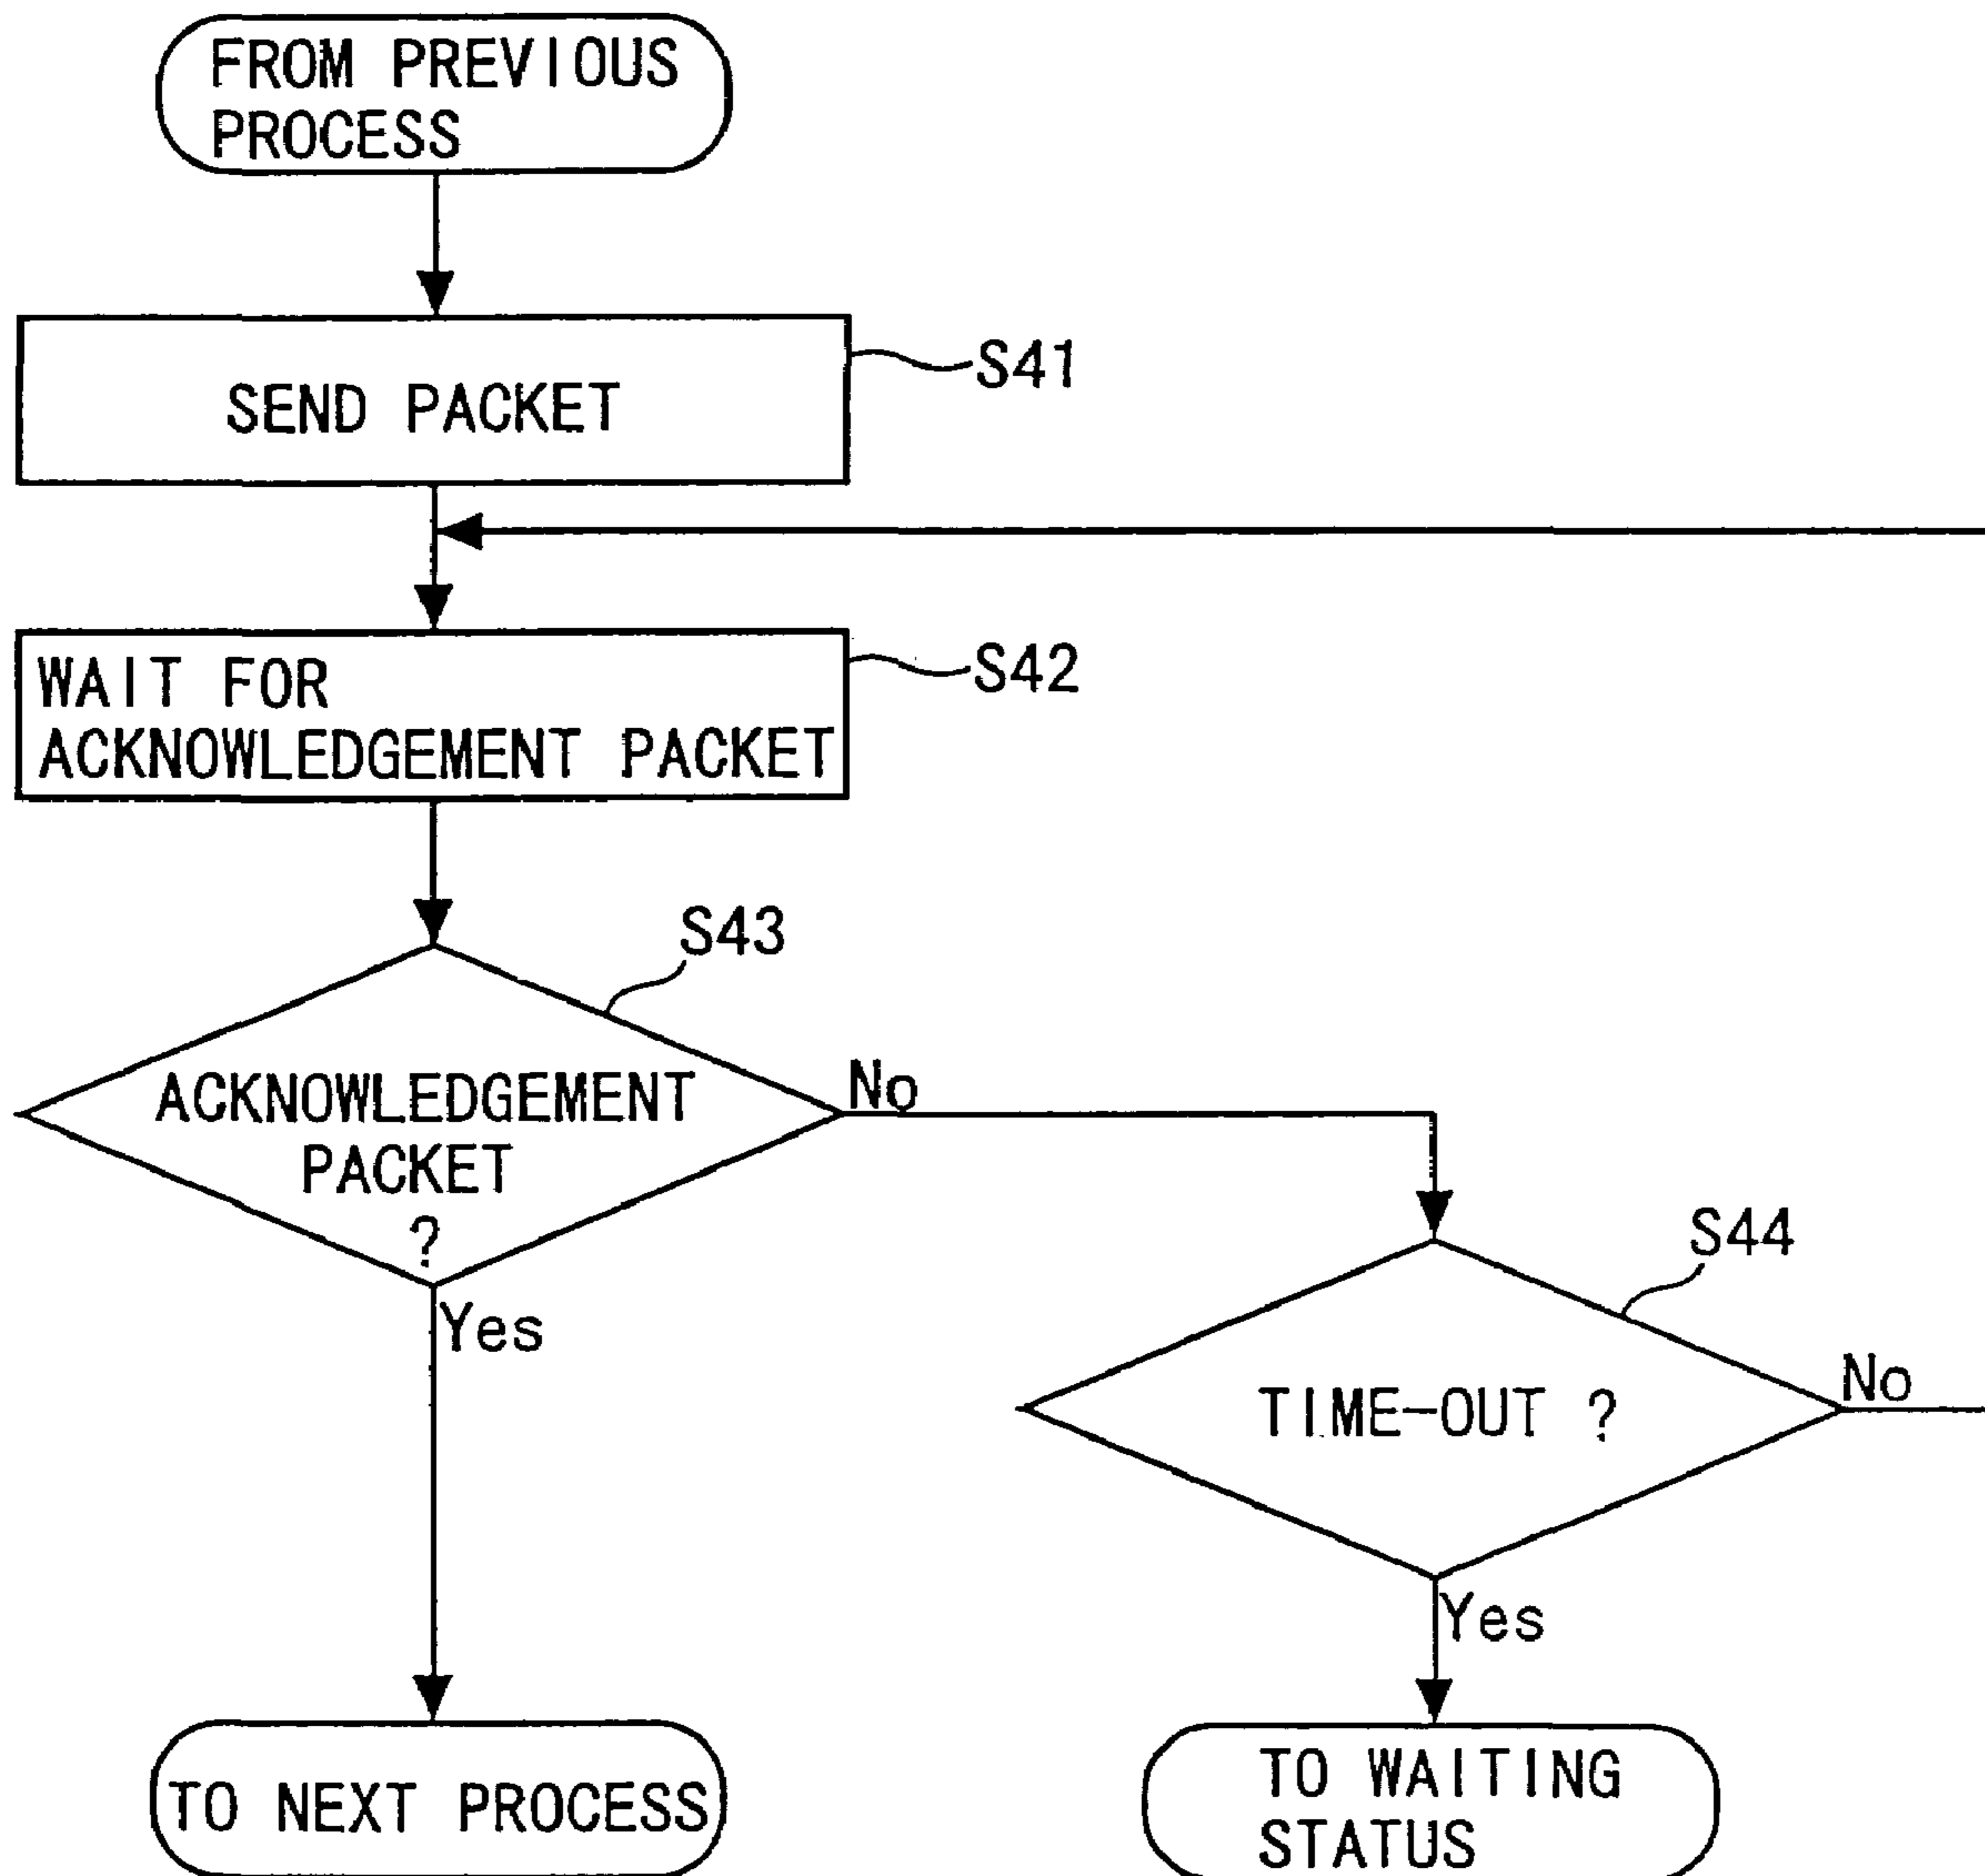 FROM PREVIOUS
PROCESS
SEND PACKET
S41
WAIT FOR
ACKNOWLEDGEMENT PACKET
S42
S43
ACKNOWLEDGEMENT
PACKET
?
No
Yes
S44
TIME-OUT ?
No
Yes
TO NEXT PROCESS
TO WAITING
STATUS